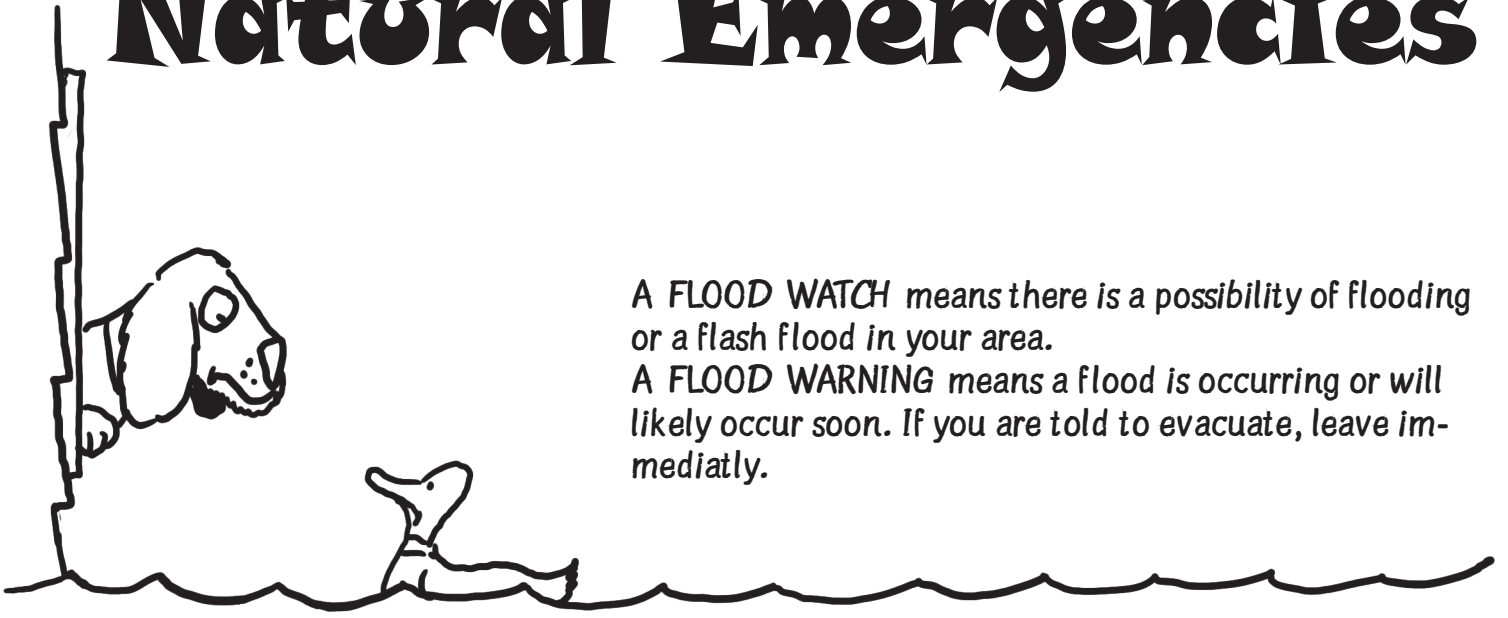 Natural Emergencies
A FLOOD WATCH means there is a possibility of flooding
or a flash flood in your area.
A FLOOD WARNING means a flood is occurring or will
likely occur soon. If you are told to evacuate, leave im-
mediatly.